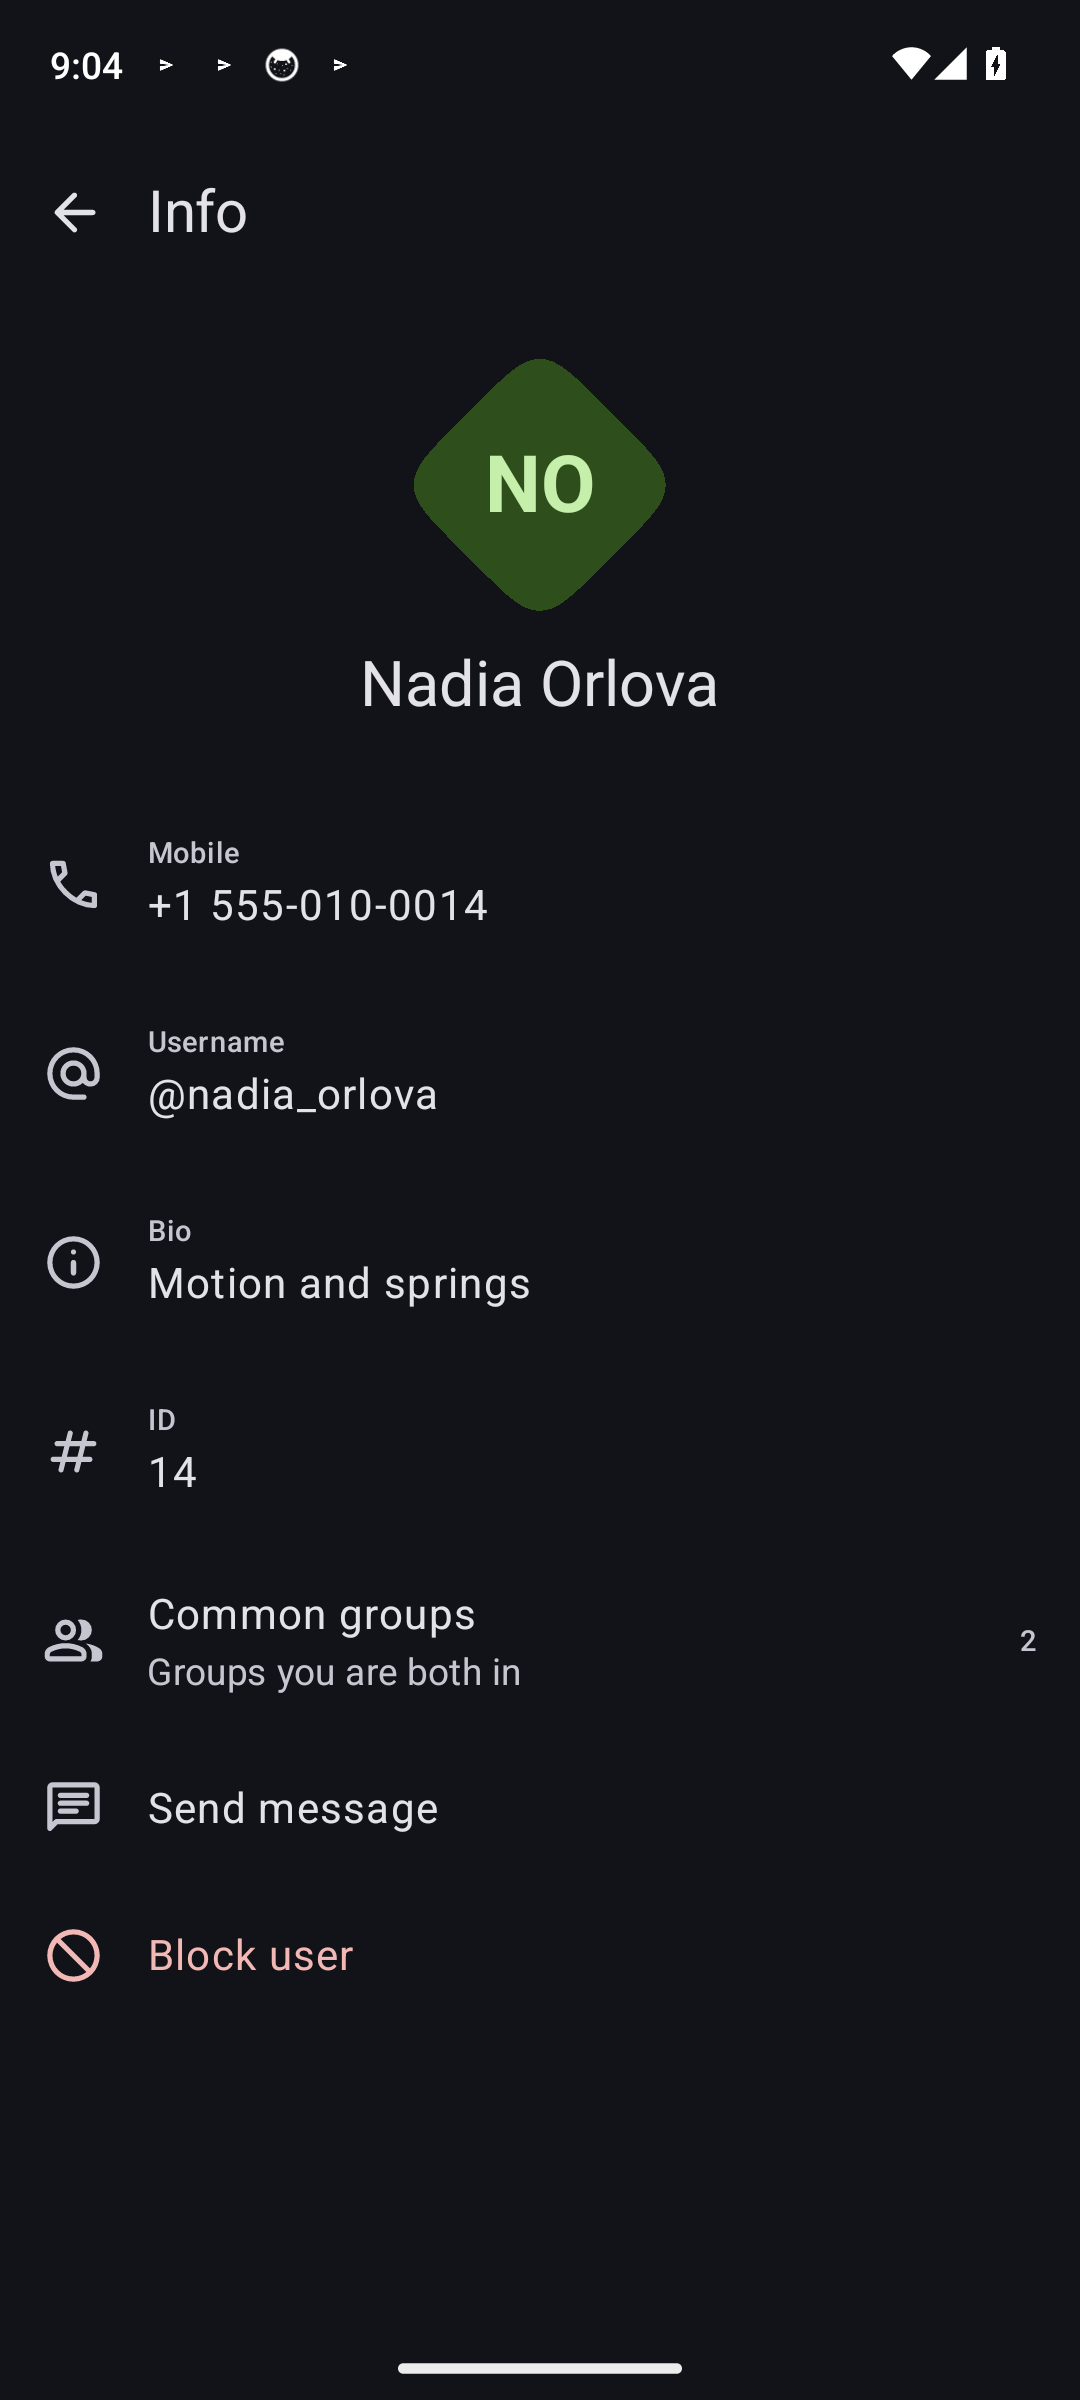 9:04
Info
NO
Nadia Orlova
Mobile
+1 555-010-0014
Username
@nadia_orlova
Bio
Motion and springs
ID
14
Common groups
Groups you are both in
2
Send message
Block user